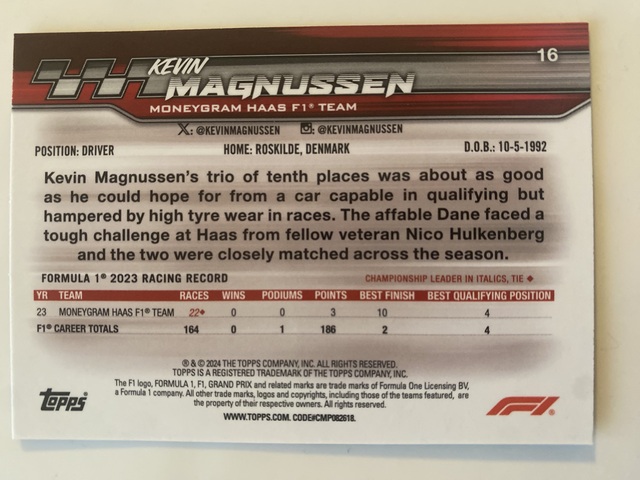 16
KEVIN
MAGNUSSEN
MONEYGRAM HAAS F1® TEAM
X: @KEVINMAGNUSSEN : @KEVINMAGNUSSEN
POSITION: DRIVER HOME: ROSKILDE, DENMARK D.O.B.: 10-5-1992
Kevin Magnussen's trio of tenth places was about as good
as he could hope for from a car capable in qualifying but
hampered by high tyre wear in races. The affable Dane faced a
tough challenge at Haas from fellow veteran Nico Hulkenberg
and the two were closely matched across the season.
FORMULA 1® 2023 RACING RECORD CHAMPIONSHIP LEADER IN ITALICS, TIE ◆
YR TEAM RACES WINS PODIUMS POINTS BEST FINISH BEST QUALIFYING POSITION
23 MONEYGRAM HAAS F1® TEAM 22◆ 0 0 3 10 4
F1® CAREER TOTALS 164 0 1 186 2 4
® & © 2024 THE TOPPS COMPANY, INC. ALL RIGHTS RESERVED.
TOPPS IS A REGISTERED TRADEMARK OF THE TOPPS COMPANY, INC.
The F1 logo, FORMULA 1, F1, GRAND PRIX and related marks are trade marks of Formula One Licensing BV,
a Formula 1 company. All other trade marks, logos and copyrights, including those of the teams featured, are
the property of their respective owners. All rights reserved.
WWW.TOPPS.COM. CODE#CMP082618.
Topps
F1